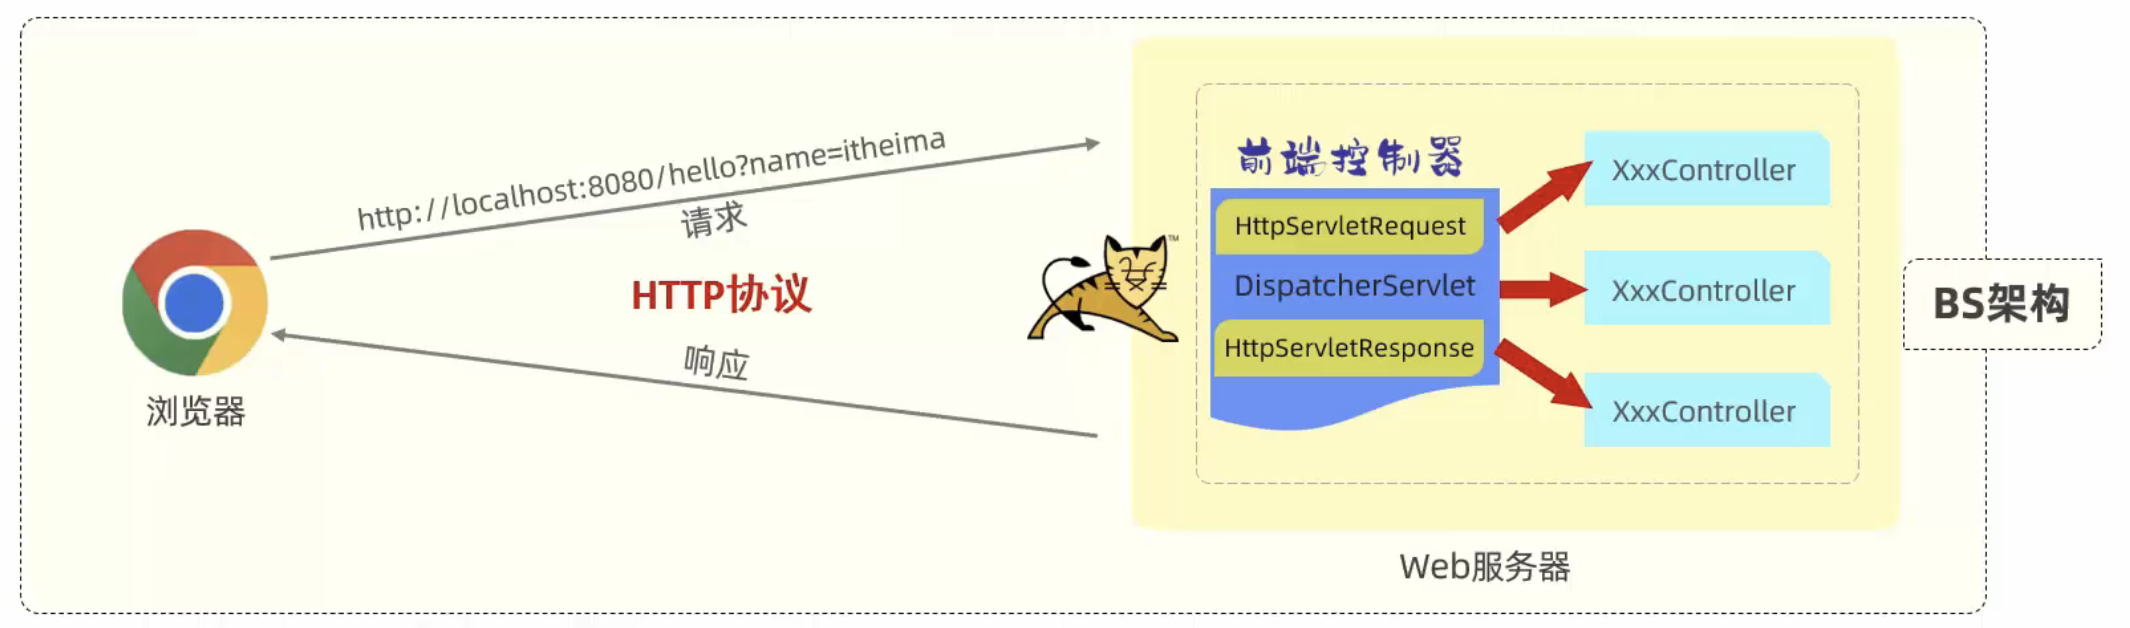 http://localhost:8080/hello?name=itheima
请求
HTTP协议
响应
浏览器
前端控制器
HttpServletRequest
DispatcherServlet
HttpServletResponse
XxxController
XxxController
XxxController
TM
BS架构
Web服务器